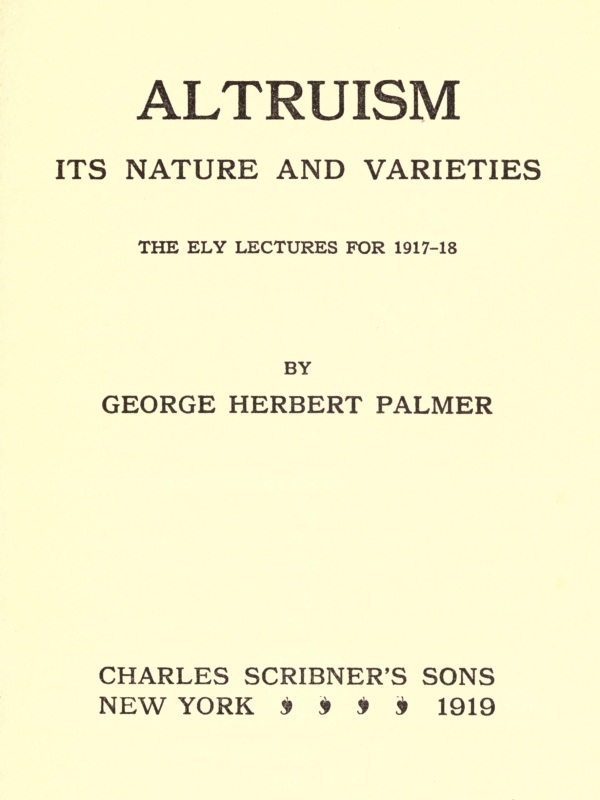 ALTRUISM
ITS NATURE AND VARIETIES
THE ELY LECTURES FOR 1917–18
BY
GEORGE HERBERT PALMER
CHARLES SCRIBNER'S SONS
NEW YORK 1919